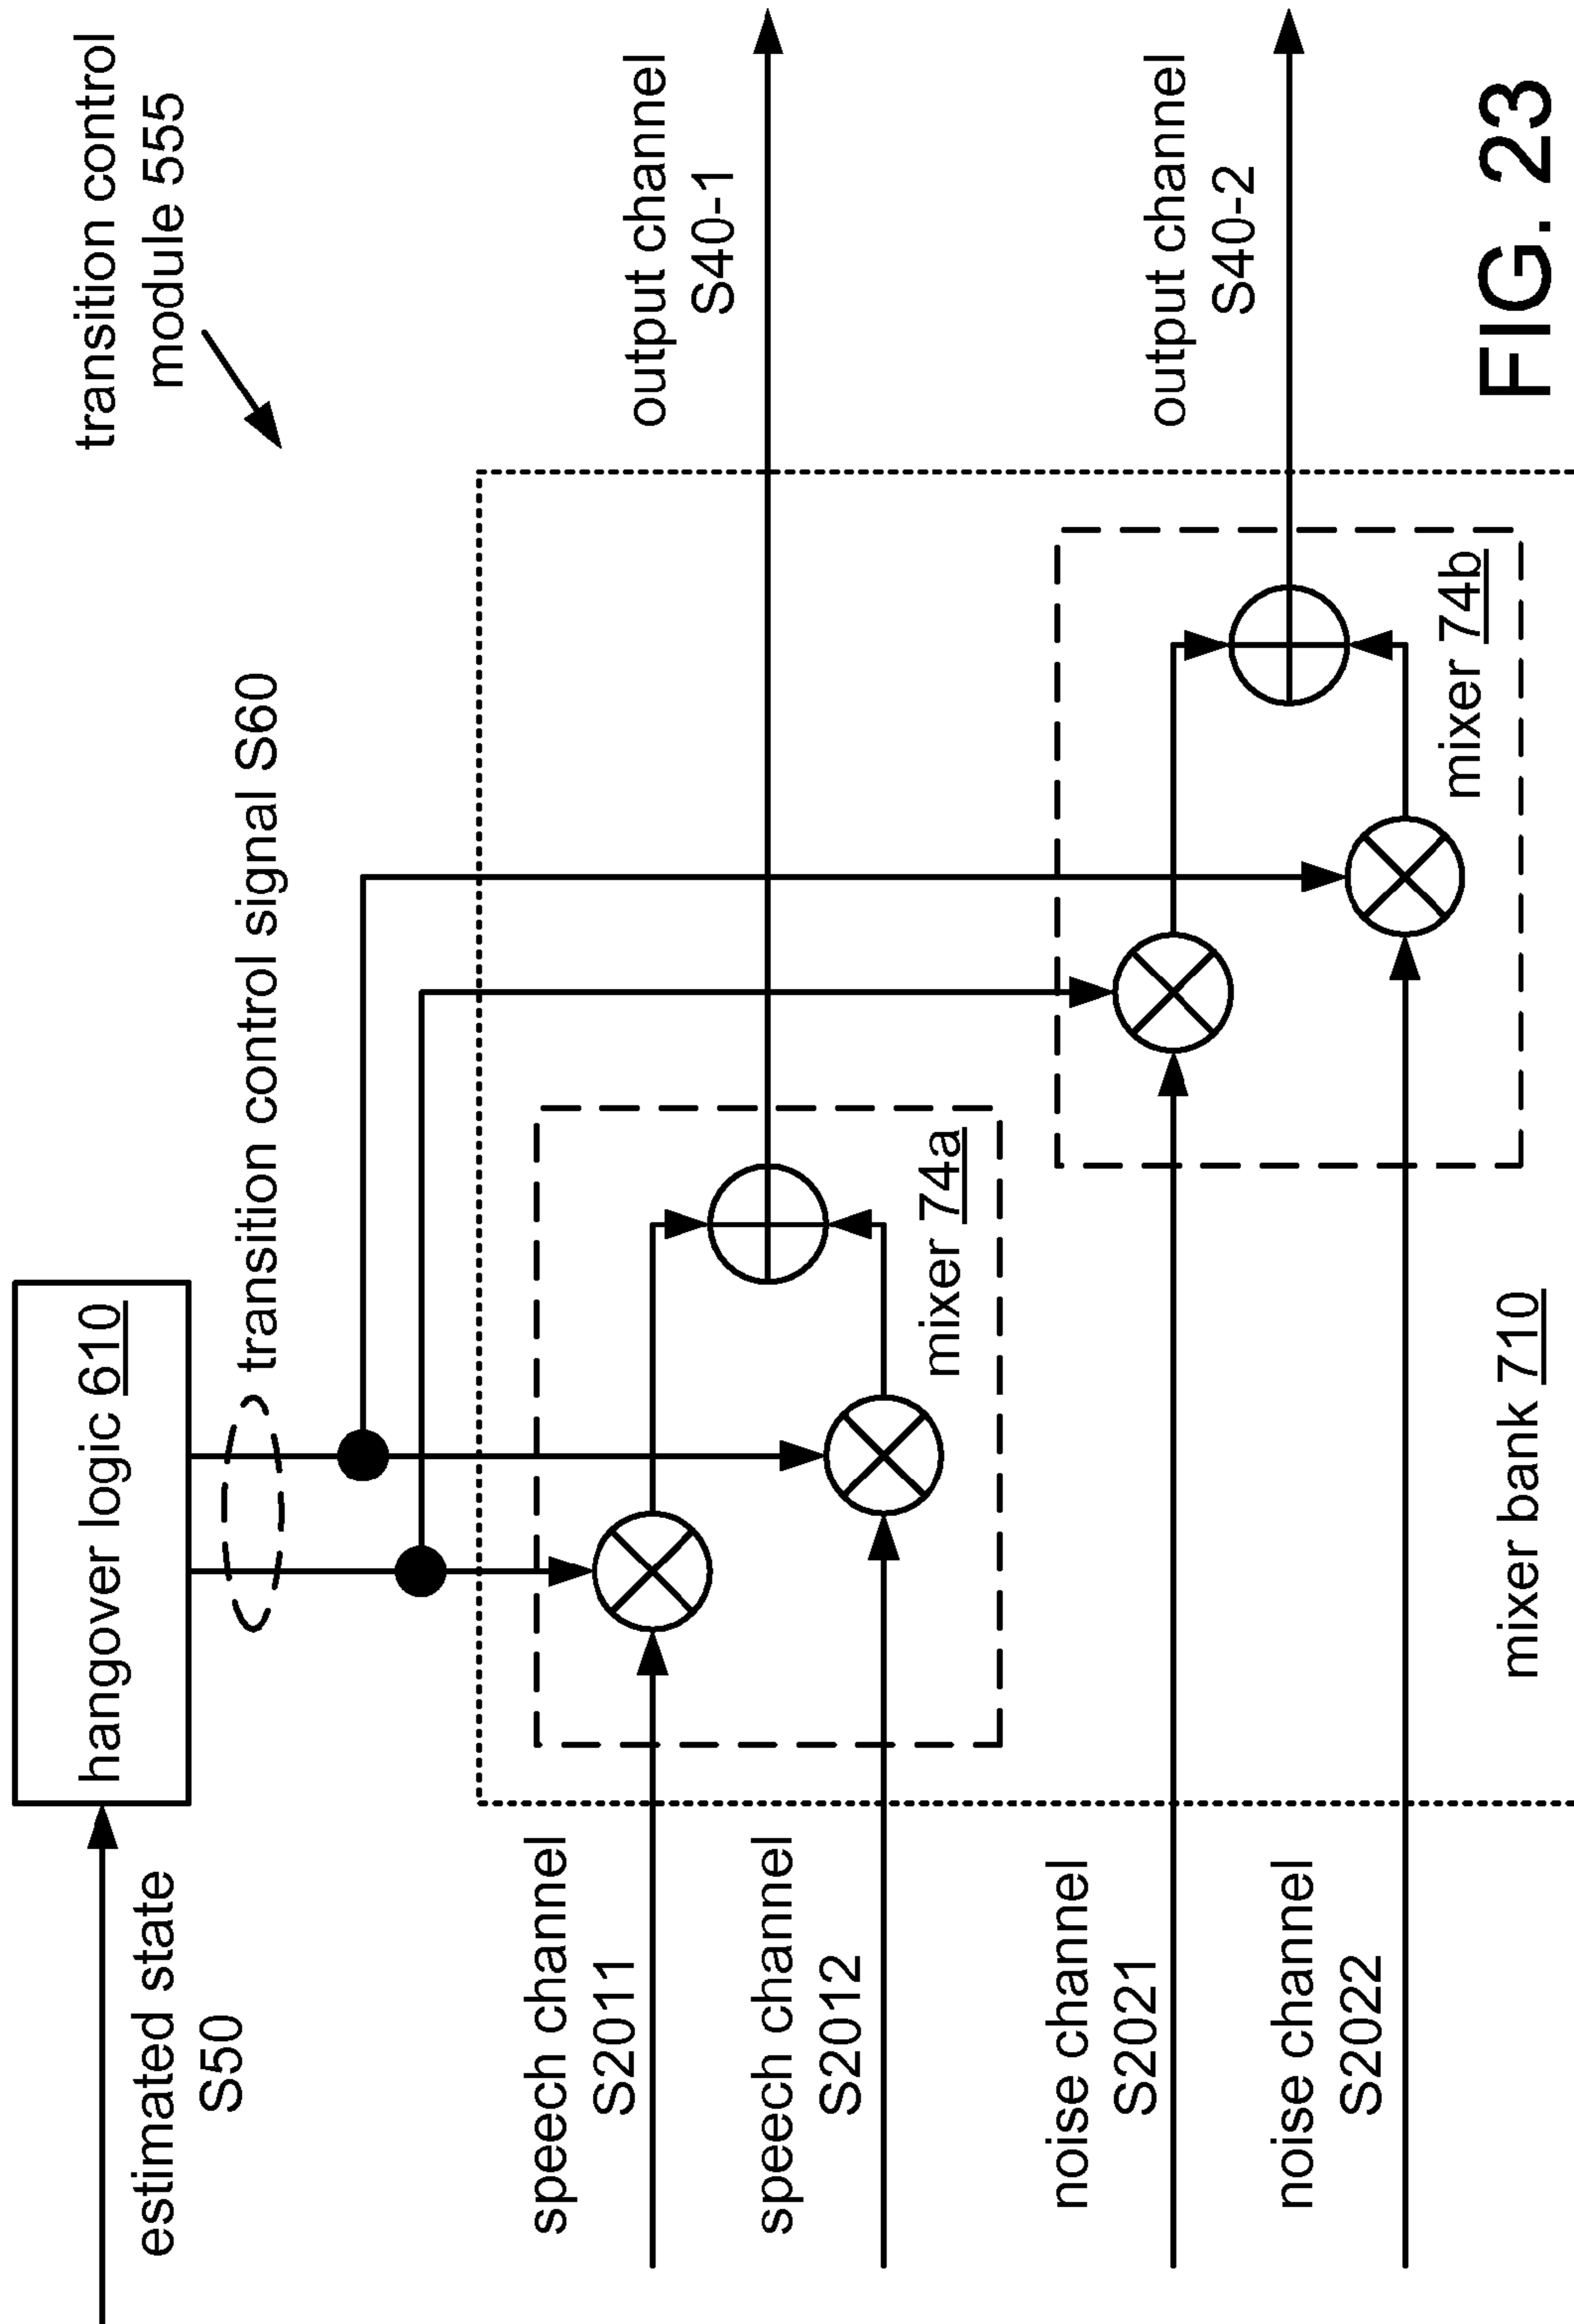 transition control
module 555
hangover logic 610
transition control signal S60
estimated state
S50
output channel
S40-1
speech channel
S2011
speech channel
S2012
mixer 74a
output channel
S40-2
noise channel
S2021
noise channel
S2022
mixer 74b
mixer bank 710
FIG. 23